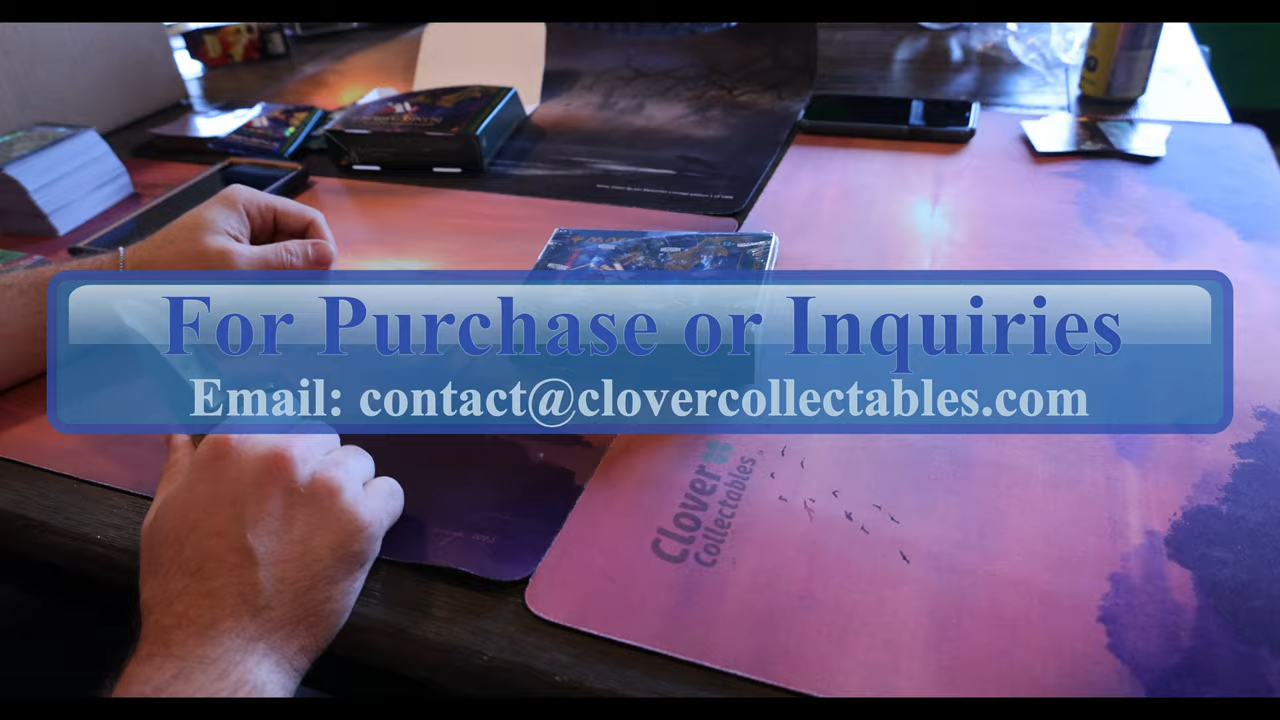 For Purchase or Inquiries
Email: contact@clovercollectables.com
Clover
Collectables